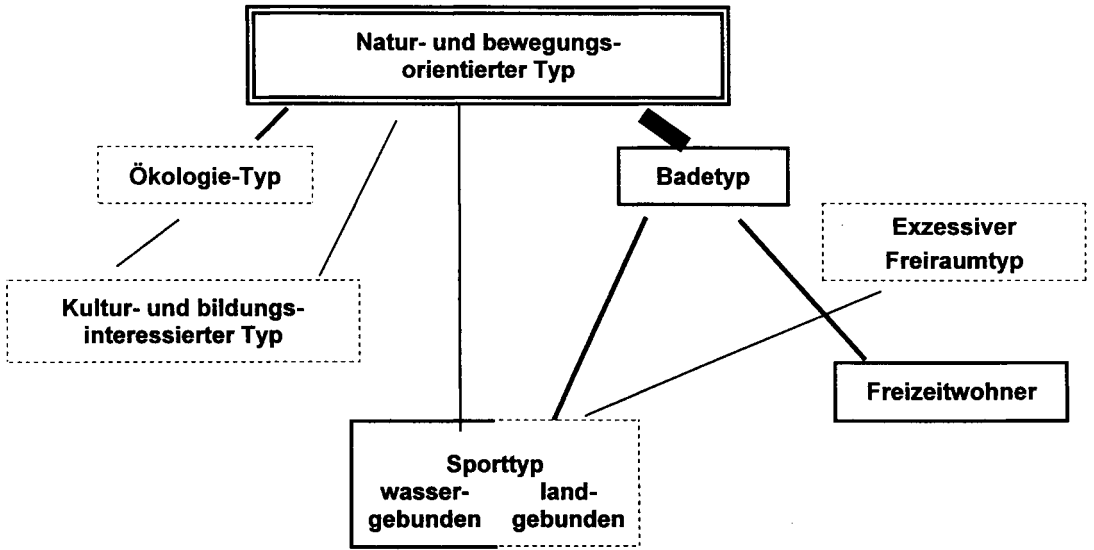 Natur- und bewegungs-
orientierter Typ
Ökologie-Typ
Badetyp
Exzessiver
Freiraumtyp
Kultur- und bildungs-
interessierter Typ
Freizeitwohner
Sporttyp
wasser- land-
gebunden gebunden